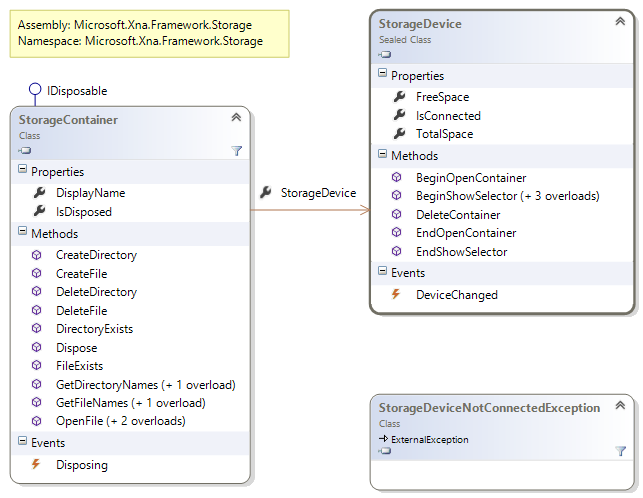 Assembly: Microsoft.Xna.Framework.Storage
Namespace: Microsoft.Xna.Framework.Storage
IDisposable
StorageContainer
Class
Properties
DisplayName
IsDisposed
Methods
CreateDirectory
CreateFile
DeleteDirectory
DeleteFile
DirectoryExists
Dispose
FileExists
GetDirectoryNames (+ 1 overload)
GetFileNames (+ 1 overload)
OpenFile (+ 2 overloads)
Events
Disposing
StorageDevice
StorageDevice
Sealed Class
Properties
FreeSpace
IsConnected
TotalSpace
Methods
BeginOpenContainer
BeginShowSelector (+ 3 overloads)
DeleteContainer
EndOpenContainer
EndShowSelector
Events
DeviceChanged
StorageDeviceNotConnectedException
Class
ExternalException